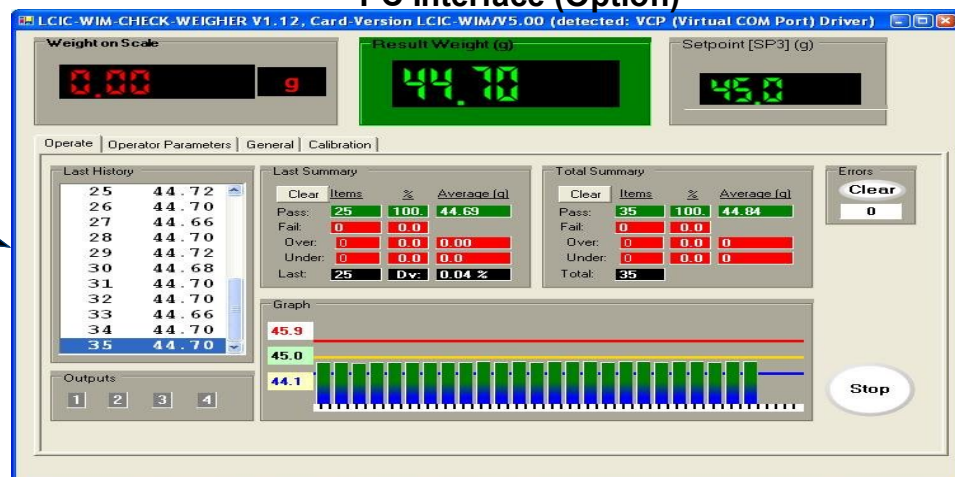 PC Interface (Option)
LCIC-WIM-CHECK-WEIGHER V1.12, Card-Version LCIC-WIM/V5.00 (detected: VCP (Virtual COM Port) Driver)
Weight on Scale
0.00 g
Result Weight (g)
44.70
Setpoint [SP3] (g)
45.0
Operate Operator Parameters General Calibration
Last History
25 44.72
26 44.70
27 44.66
28 44.70
29 44.72
30 44.68
31 44.70
32 44.70
33 44.66
34 44.70
35 44.70
Last Summary
Clear Items % Average (g)
Pass: 25 100. 44.69
Fail: 0 0.0
Over: 0 0.0 0.00
Under: 0 0.0 0.0
Last: 25 Dv: 0.04 %
Total Summary
Clear Items % Average (g)
Pass: 35 100. 44.84
Fail: 0 0.0
Over: 0 0.0 0
Under: 0 0.0 0
Total: 35
Errors
Clear
0
Graph
45.9
45.0
44.1
Outputs
1 2 3 4
Stop